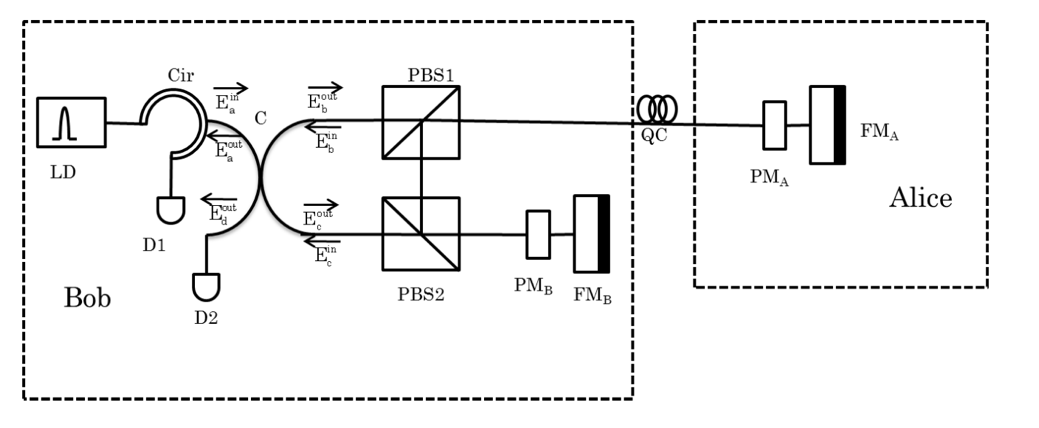 Cir
PBS1
E_a^in
C
E_b^out
E_a^out
E_b^in
QC
FM_A
LD
PM_A
E_d^out
E_c^out
Alice
D1
E_c^in
Bob
PBS2
PM_B
FM_B
D2